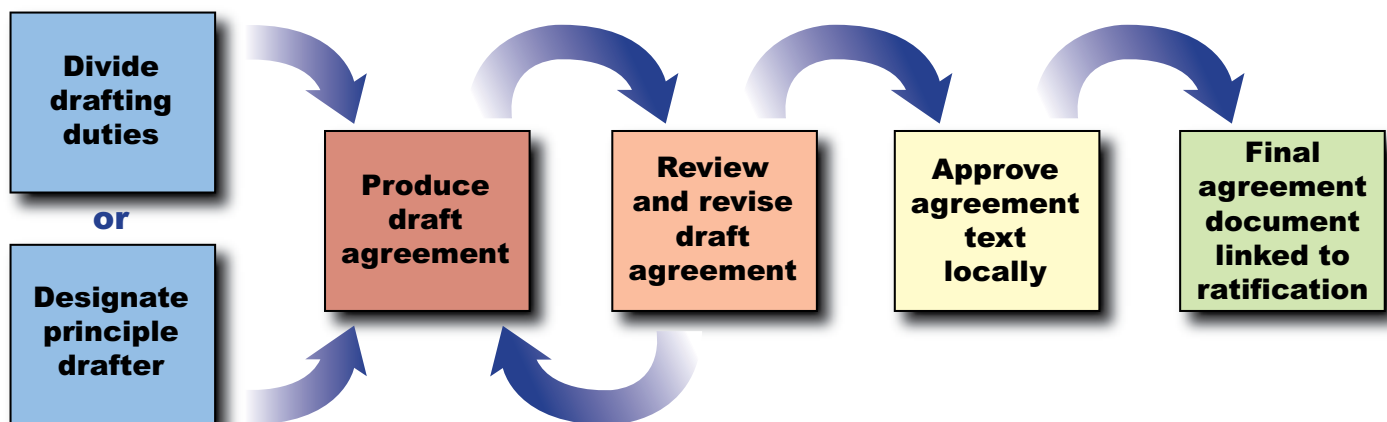 Divide
drafting
duties
or
Designate
principle
drafter
Produce
draft
agreement
Review
and revise
draft
agreement
Approve
agreement
text
locally
Final
agreement
document
linked to
ratification